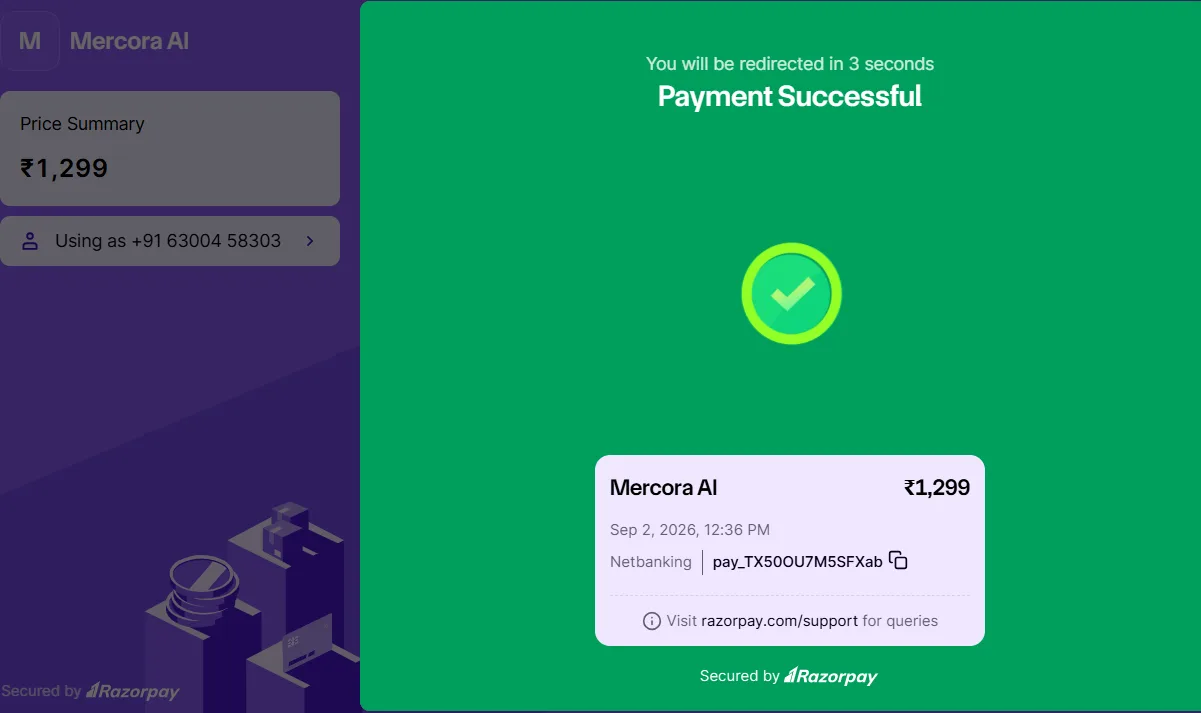 M
Mercora AI
Price Summary
₹1,299
Using as +91 63004 58303
Secured by Razorpay
You will be redirected in 3 seconds
Payment Successful
Mercora AI ₹1,299
Sep 2, 2026, 12:36 PM
Netbanking | pay_TX50OU7M5SFXab
Visit razorpay.com/support for queries
Secured by Razorpay